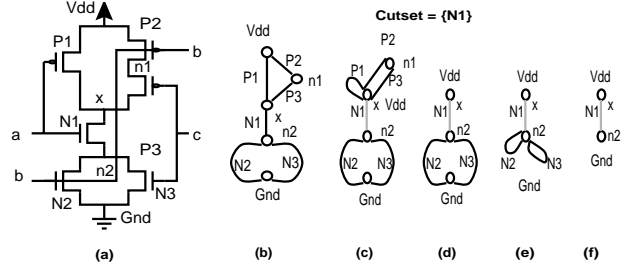 Vdd
P2
P1
b
n1
x
N1
a
c
n2
P3
b
N2
N3
Gnd
(a)
Vdd
P1
P2
n1
P3
N1
x
n2
N2
N3
Gnd
(b)
Cutset = {N1}
P2
P1
n1
P3
x
Vdd
N1
n2
N2
N3
Gnd
(c)
Vdd
x
N1
n2
N2
N3
Gnd
(d)
Vdd
x
N1
n2
N2
N3
Gnd
(e)
Vdd
x
N1
n2
Gnd
(f)